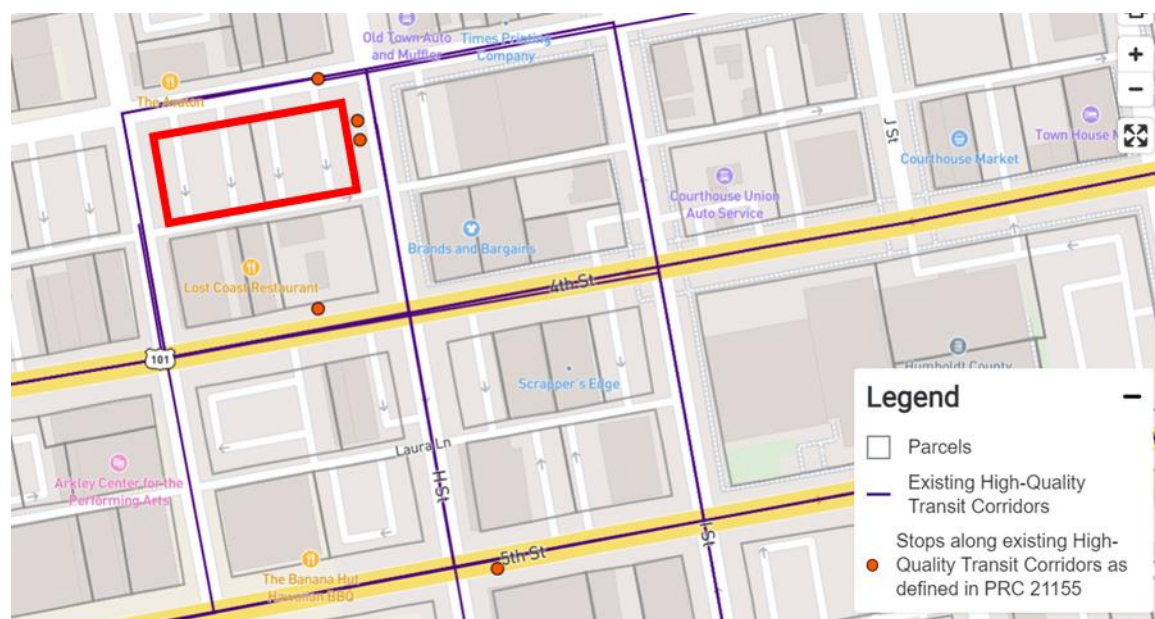 Old Town Auto
and Muffler
Times Printing
Company
The Avalon
+
−
J St
Town House M
Courthouse Market
Courthouse Union
Auto Service
Brands and Bargains
Lost Coast Restaurant
4th St
101
Scrapper's Edge
Humboldt County
Laura Ln
H St
Arkley Center for the
Performing Arts
I St
5th St
The Banana Hut
Hawaiian BBQ
Legend
−
Parcels
Existing High-Quality
Transit Corridors
Stops along existing High-
Quality Transit Corridors as
defined in PRC 21155